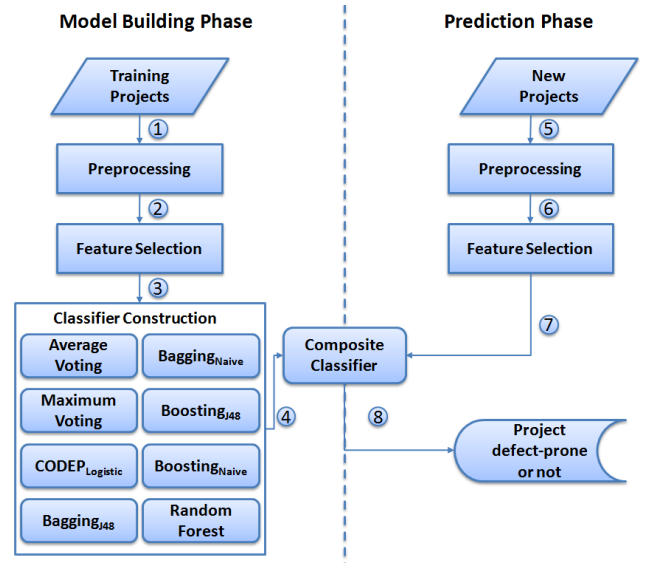 Model Building Phase
Prediction Phase
Training
Projects
New
Projects
1
5
Preprocessing
Preprocessing
2
6
Feature Selection
Feature Selection
3
7
Classifier Construction
Average
Voting
BaggingNaive
Maximum
Voting
BoostingJ48
CODEPLogistic
BoostingNaive
BaggingJ48
Random
Forest
4
Composite
Classifier
8
Project
defect-prone
or not